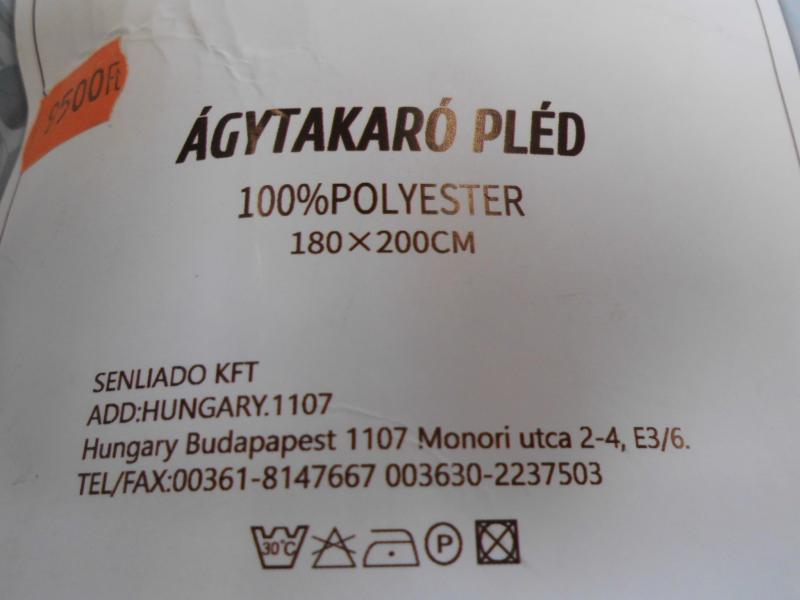 ÁGYTAKARÓ PLÉD
100%POLYESTER
180×200CM
SENLIADO KFT
ADD:HUNGARY.1107
Hungary Budapapest 1107 Monori utca 2-4, E3/6.
TEL/FAX:00361-8147667 003630-2237503
30°C
P